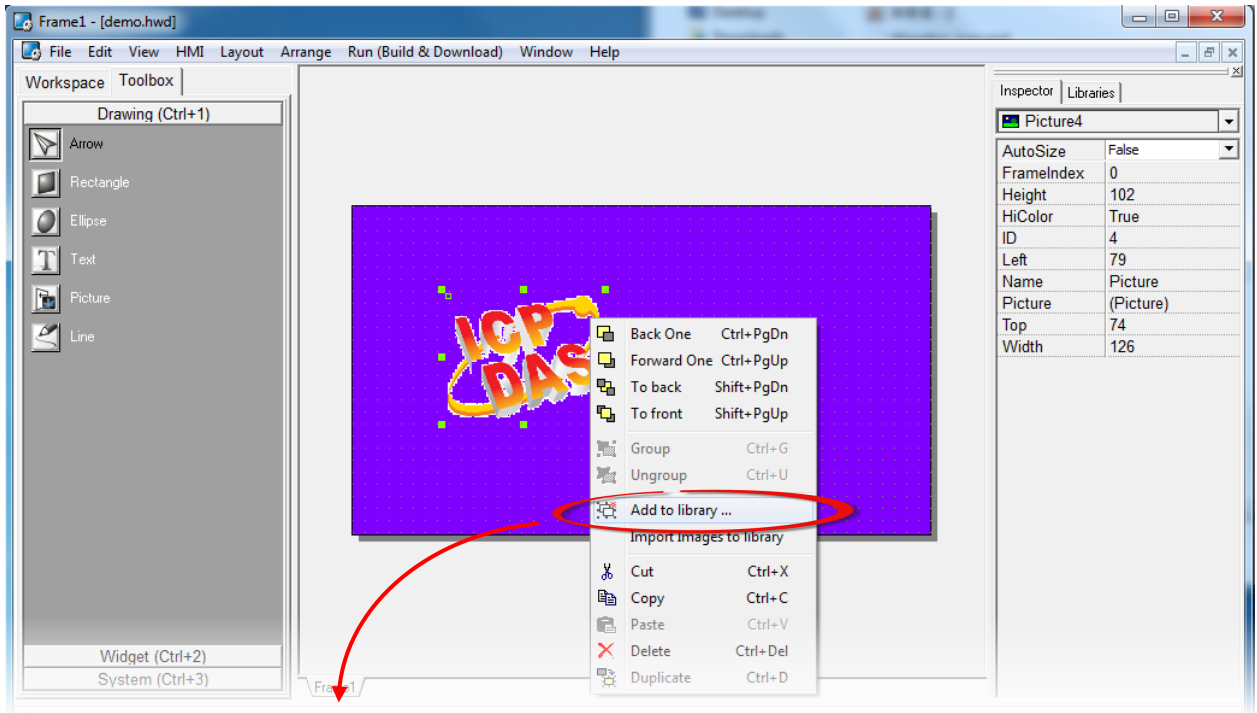 Frame1 - [demo.hwd]
File Edit View HMI Layout Arrange Run (Build & Download) Window Help
Workspace Toolbox
Drawing (Ctrl+1)
Arrow
Rectangle
Ellipse
Text
Picture
Line
Widget (Ctrl+2)
System (Ctrl+3)
ICP
DAS
Back One Ctrl+PgDn
Forward One Ctrl+PgUp
To back Shift+PgDn
To front Shift+PgUp
Group Ctrl+G
Ungroup Ctrl+U
Add to library ...
Import Images to library
Cut Ctrl+X
Copy Ctrl+C
Paste Ctrl+V
Delete Ctrl+Del
Duplicate Ctrl+D
Frame1
Inspector Libraries
Picture4
AutoSize False
FrameIndex 0
Height 102
HiColor True
ID 4
Left 79
Name Picture
Picture (Picture)
Top 74
Width 126